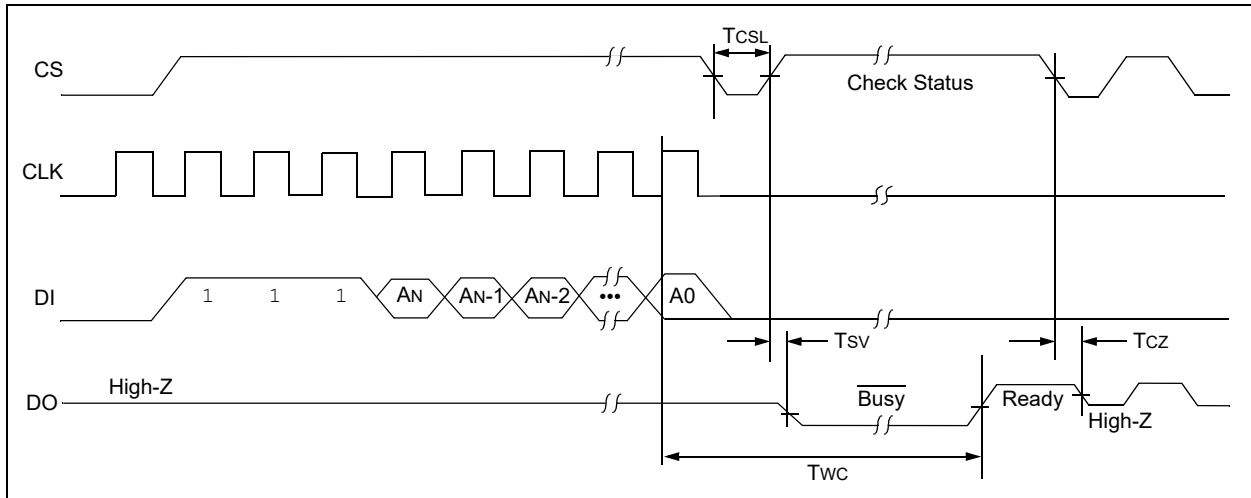 TCSL
CS
Check Status
CLK
DI
1 1 1 AN AN-1 AN-2 ••• A0
TSV
TCZ
High-Z
DO
Busy
Ready
High-Z
TWC